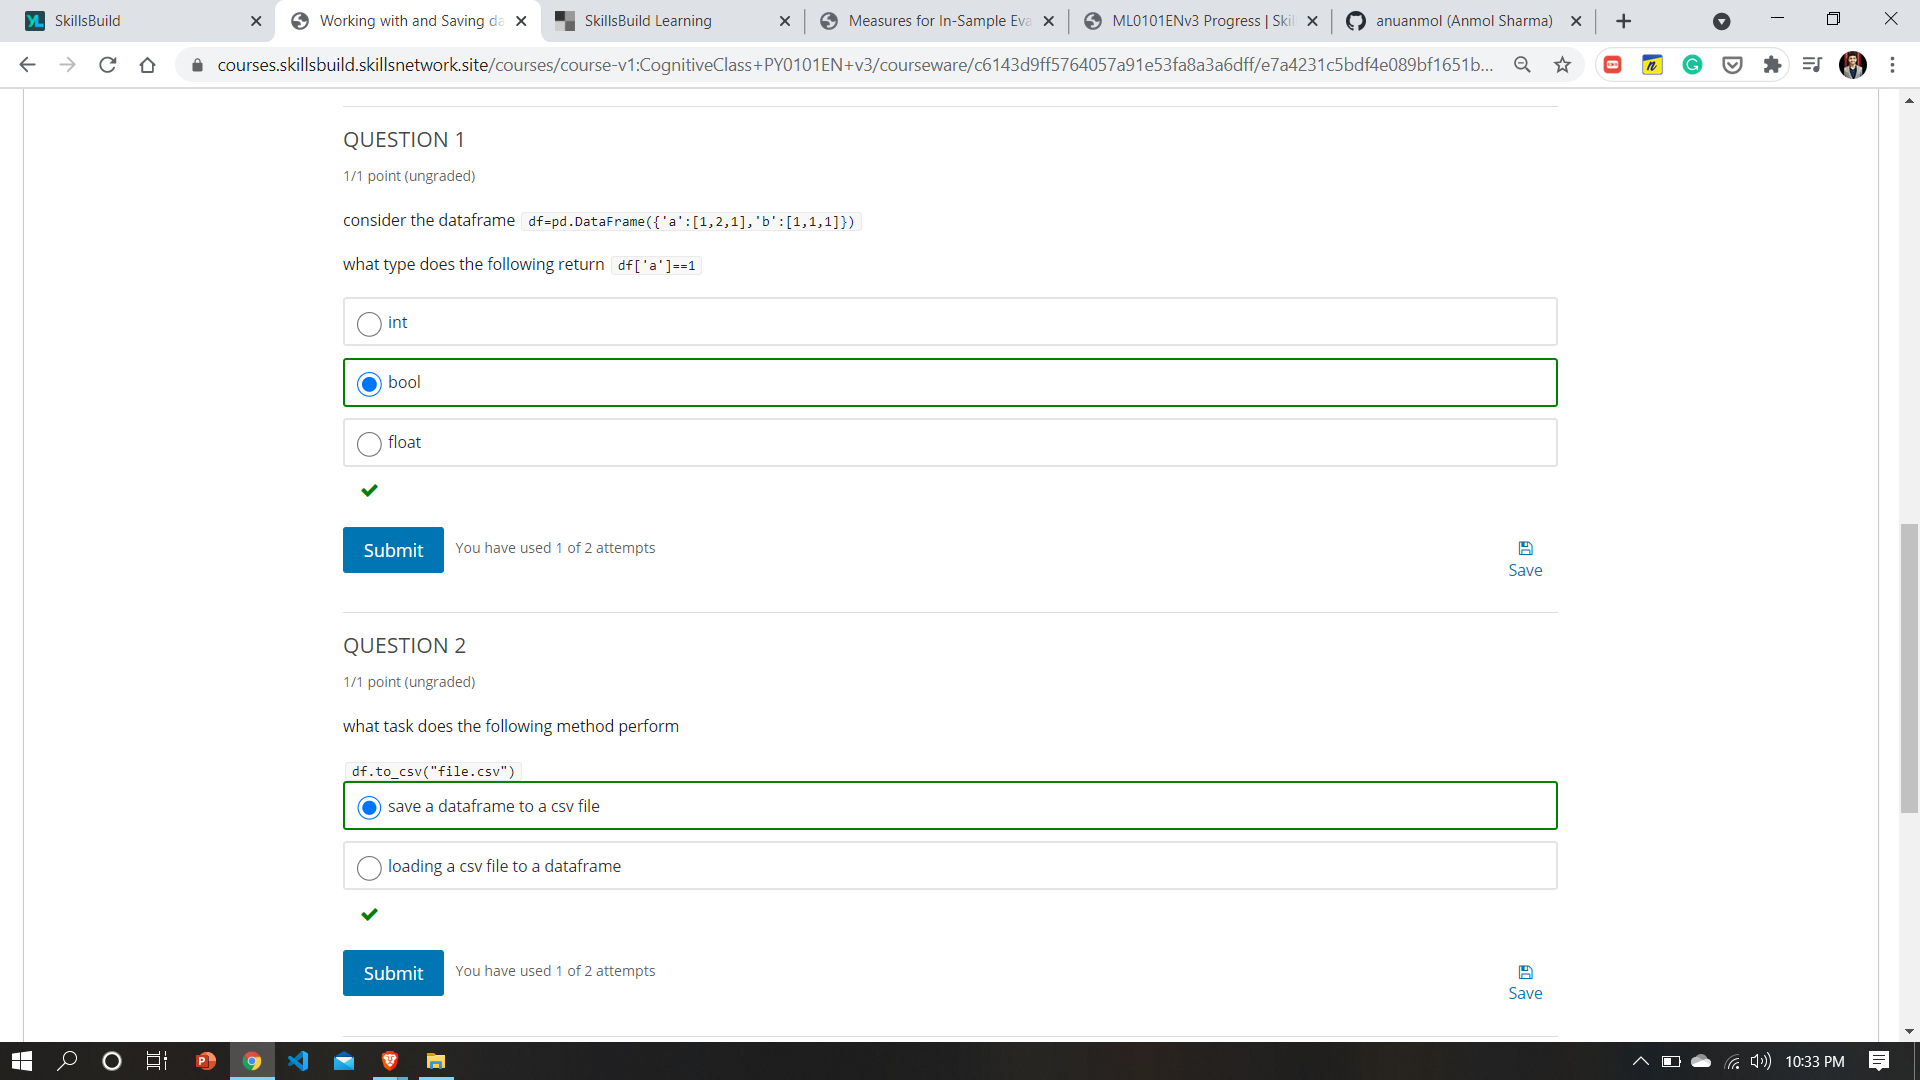 SkillsBuild
Working with and Saving da
SkillsBuild Learning
Measures for In-Sample Eva
ML0101ENv3 Progress | Skil
anuanmol (Anmol Sharma)
courses.skillsbuild.skillsnetwork.site/courses/course-v1:CognitiveClass+PY0101EN+v3/courseware/c6143d9ff5764057a91e53fa8a3a6dff/e7a4231c5bdf4e089bf1651b...
QUESTION 1
1/1 point (ungraded)
consider the dataframe df=pd.DataFrame({'a':[1,2,1],'b':[1,1,1]})
what type does the following return df['a']==1
int
bool
float
Submit You have used 1 of 2 attempts
Save
QUESTION 2
1/1 point (ungraded)
what task does the following method perform
df.to_csv("file.csv")
save a dataframe to a csv file
loading a csv file to a dataframe
Submit You have used 1 of 2 attempts
Save
10:33 PM